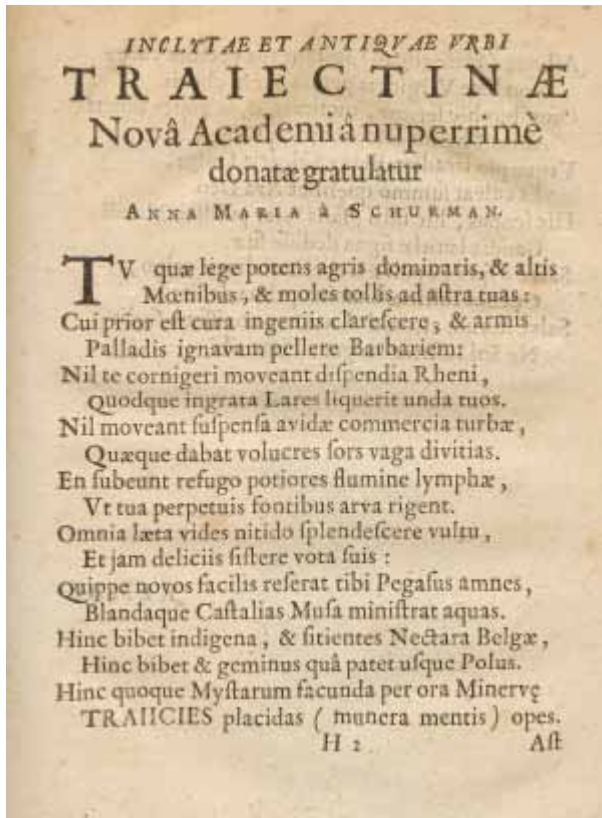 INCLYTAE ET ANTIQVAE VRBI
TRAIECTINÆ
Novâ Academiâ nuperrimè
donatæ gratulatur
ANNA MARIA à SCHURMAN.
TV quæ lege potens agris dominaris, & altis
Mœnibus, & moles tollis ad aſtra tuas:
Cui prior eſt cura ingeniis clareſcere, & armis
Palladis ignavam pellere Barbariem:
Nil te cornigeri moveant diſpendia Rheni,
Quodque ingrata Lares liquerit unda tuos.
Nil moveant ſuſpenſa avidæ commercia turbæ,
Quæque dabat volucres ſors vaga divitias.
En ſubeunt refugo potiores flumine lymphæ,
Vt tua perpetuis fontibus arva rigent.
Omnia læta vides nitido ſplendeſcere vultu,
Et jam deliciis ſiſtere vota ſuis:
Quippe novos facilis reſerat tibi Pegaſus amnes,
Blandaque Caſtalias Muſa miniſtrat aquas.
Hinc bibet indigena, & ſitientes Nectara Belgæ,
Hinc bibet & geminus quâ patet uſque Polus.
Hinc quoque Myſtarum facunda per ora Minervę
TRAIICIES placidas (munera mentis) opes.
H 2 Aſt